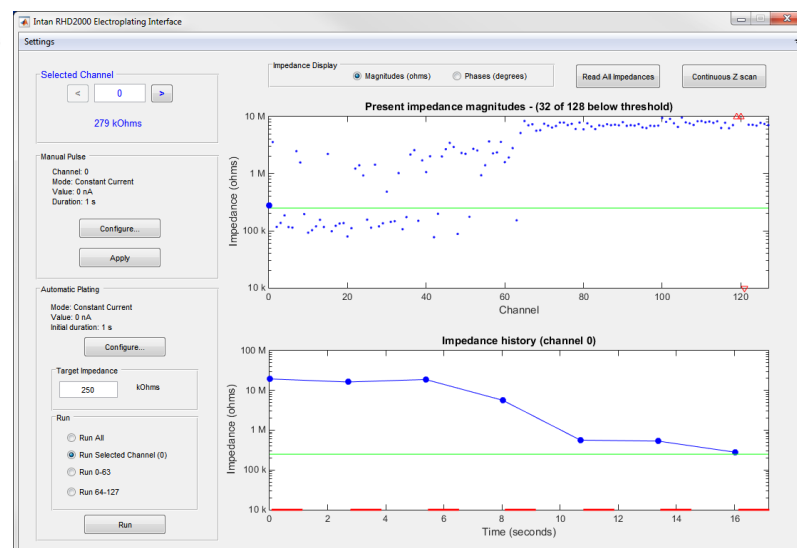 Intan RHD2000 Electroplating Interface
Settings
Selected Channel
< 0 >
279 kOhms
Impedance Display
Magnitudes (ohms)
Phases (degrees)
Read All Impedances
Continuous Z scan
Manual Pulse
Channel: 0
Mode: Constant Current
Value: 0 nA
Duration: 1 s
Configure...
Apply
Automatic Plating
Mode: Constant Current
Value: 0 nA
Initial duration: 1 s
Configure...
Target Impedance
250 kOhms
Run
Run All
Run Selected Channel (0)
Run 0-63
Run 64-127
Run
Present impedance magnitudes - (32 of 128 below threshold)
Impedance (ohms)
10 M
1 M
100 k
10 k
0 20 40 60 80 100 120
Channel
Impedance history (channel 0)
Impedance (ohms)
100 M
10 M
1 M
100 k
10 k
0 2 4 6 8 10 12 14 16
Time (seconds)